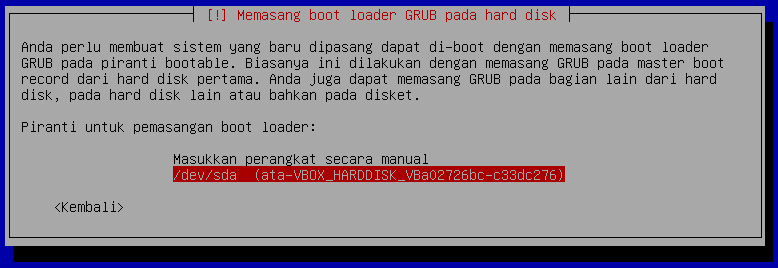 [!] Memasang boot loader GRUB pada hard disk
Anda perlu membuat sistem yang baru dipasang dapat di-boot dengan memasang boot loader
GRUB pada piranti bootable. Biasanya ini dilakukan dengan memasang GRUB pada master boot
record dari hard disk pertama. Anda juga dapat memasang GRUB pada bagian lain dari hard
disk, pada hard disk lain atau bahkan pada disket.
Piranti untuk pemasangan boot loader:
Masukkan perangkat secara manual
/dev/sda (ata-VBOX_HARDDISK_VBa02726bc-c33dc276)
<Kembali>